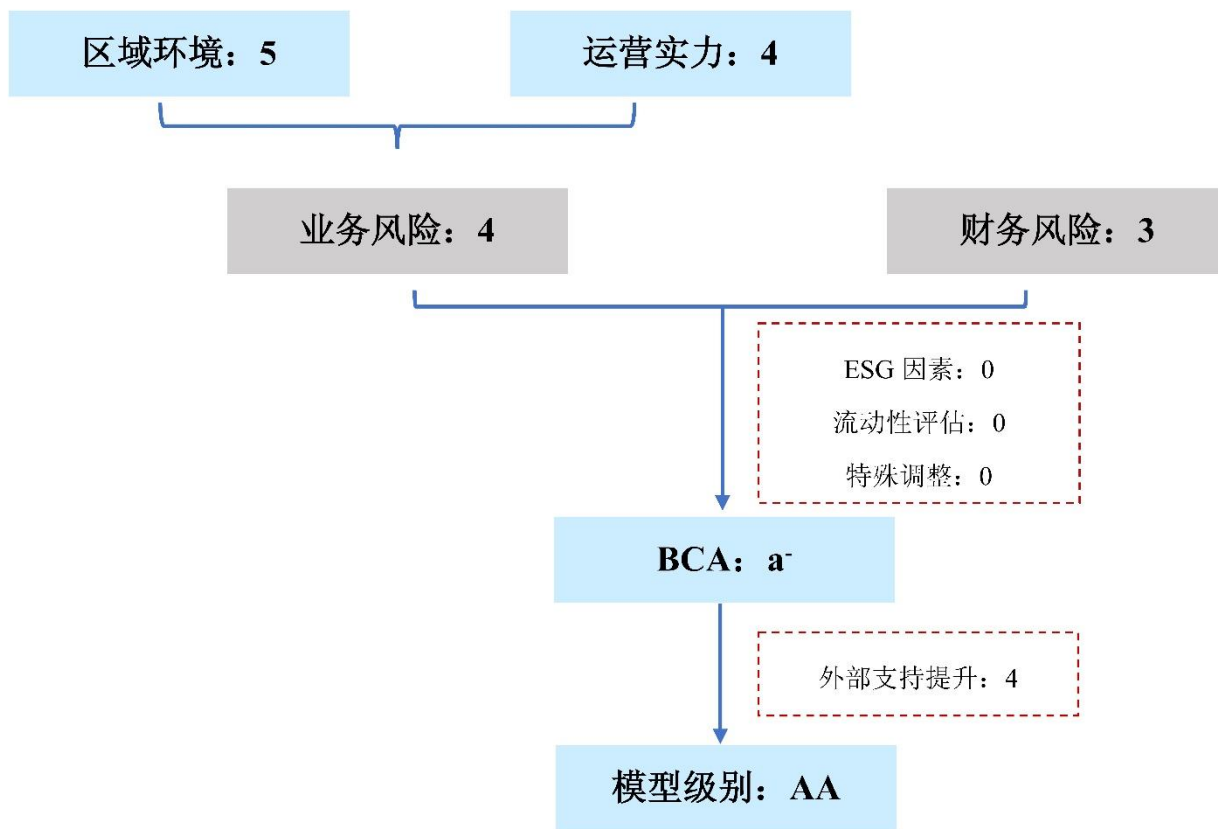 区域环境：5
运营实力：4
业务风险：4
财务风险：3
ESG 因素：0
流动性评估：0
特殊调整：0
BCA：a-
外部支持提升：4
模型级别：AA